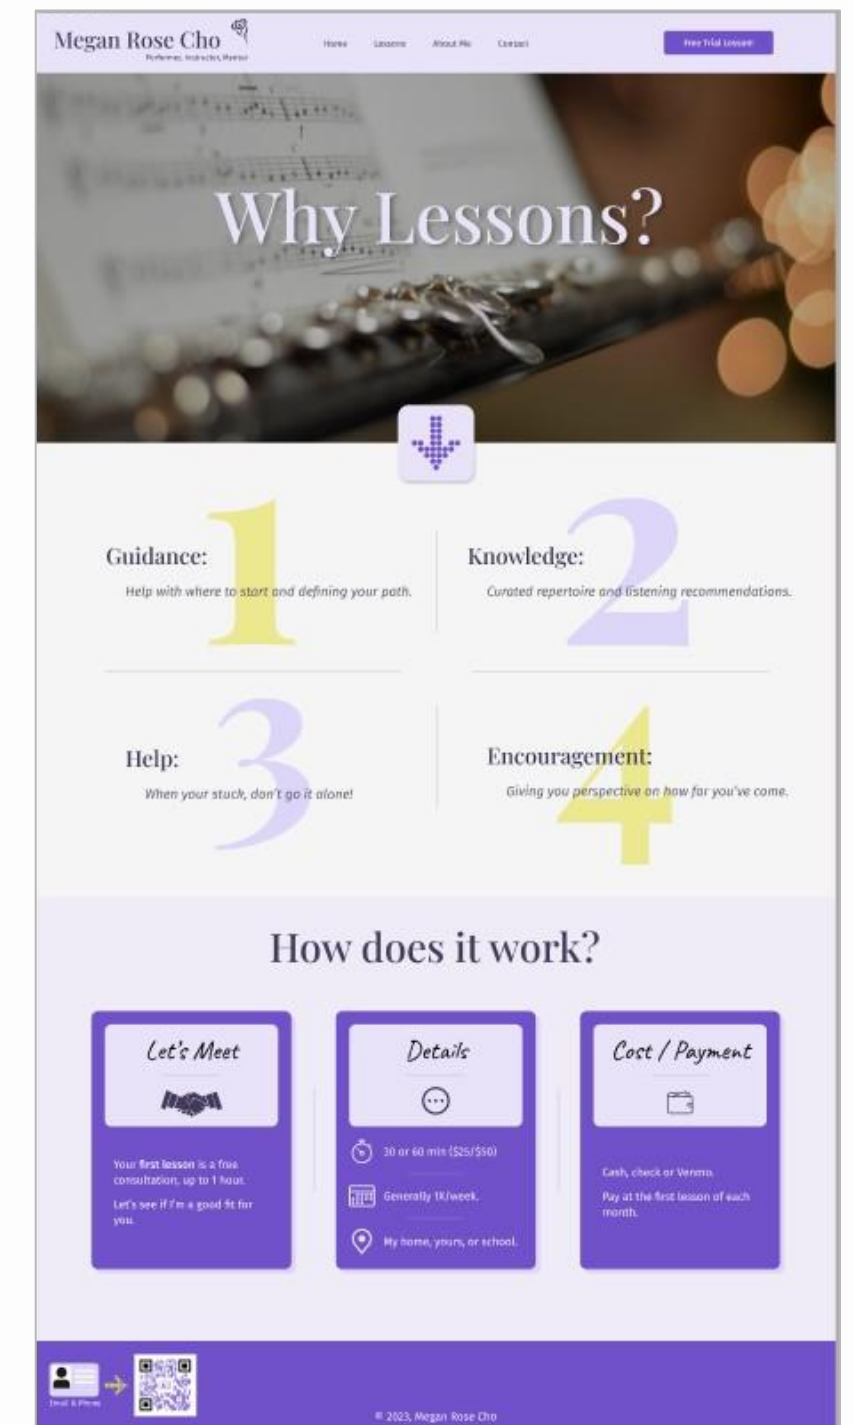 Megan Rose Cho
Performer, Instructor, Mentor
Home Lessons About Me Contact
Free Trial Lesson!
Why Lessons?
1
Guidance:
Help with where to start and defining your path.
2
Knowledge:
Curated repertoire and listening recommendations.
3
Help:
When your stuck, don't go it alone!
4
Encouragement:
Giving you perspective on how far you've come.
How does it work?
Let's Meet
Your first lesson is a free
consultation, up to 1 hour.
Let's see if I'm a good fit for
you.
Details
30 or 60 min ($25/$50)
Generally 1X/week.
My home, yours, or school.
Cost / Payment
Cash, check or Venmo.
Pay at the first lesson of each
month.
Email & Phone
© 2023, Megan Rose Cho